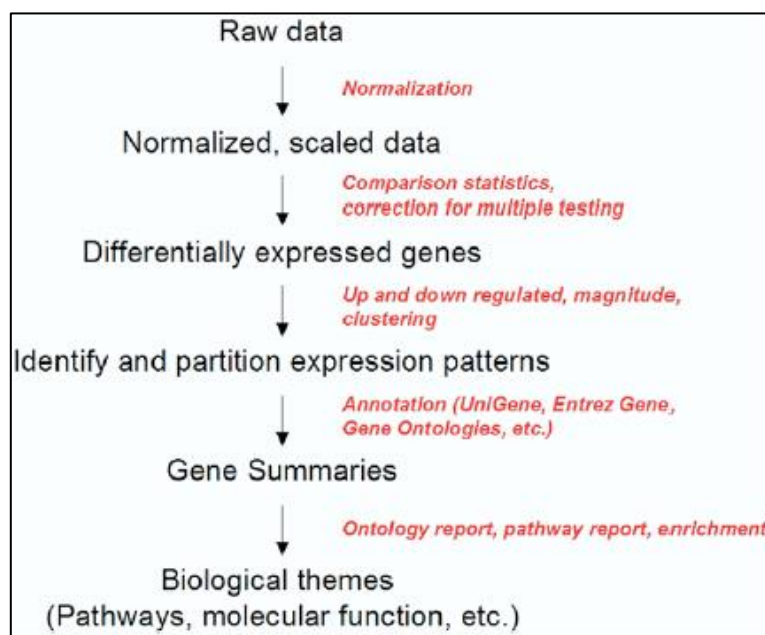 Raw data
Normalization
Normalized, scaled data
Comparison statistics,
correction for multiple testing
Differentially expressed genes
Up and down regulated, magnitude,
clustering
Identify and partition expression patterns
Annotation (UniGene, Entrez Gene,
Gene Ontologies, etc.)
Gene Summaries
Ontology report, pathway report, enrichment
Biological themes
(Pathways, molecular function, etc.)